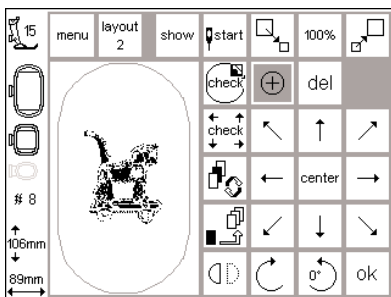 15 menu layout show start 100%
2
check del
check
center
# 8
106mm
0° ok
89mm